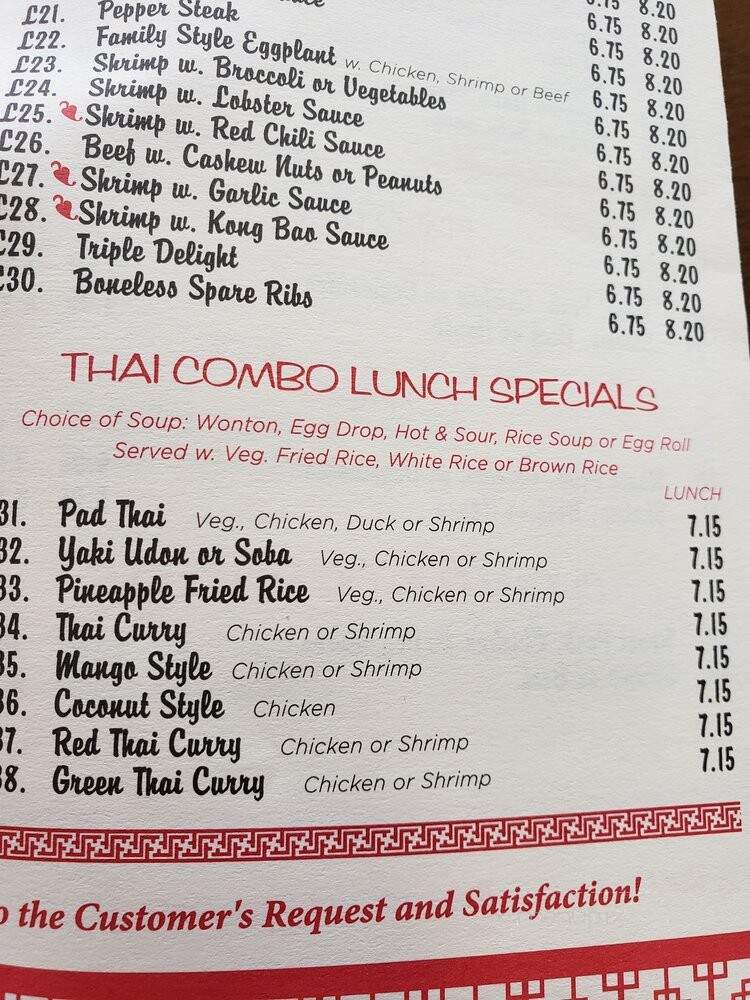 L21. Pepper Steak 6.75 8.20
L22. Family Style Eggplant w. Chicken, Shrimp or Beef 6.75 8.20
L23. Shrimp w. Broccoli or Vegetables 6.75 8.20
L24. Shrimp w. Lobster Sauce 6.75 8.20
L25. Shrimp w. Red Chili Sauce 6.75 8.20
L26. Beef w. Cashew Nuts or Peanuts 6.75 8.20
L27. Shrimp w. Garlic Sauce 6.75 8.20
L28. Shrimp w. Kong Bao Sauce 6.75 8.20
L29. Triple Delight 6.75 8.20
L30. Boneless Spare Ribs 6.75 8.20
THAI COMBO LUNCH SPECIALS
Choice of Soup: Wonton, Egg Drop, Hot & Sour, Rice Soup or Egg Roll
Served w. Veg. Fried Rice, White Rice or Brown Rice
LUNCH
31. Pad Thai Veg., Chicken, Duck or Shrimp 7.15
32. Yaki Udon or Soba Veg., Chicken or Shrimp 7.15
33. Pineapple Fried Rice Veg., Chicken or Shrimp 7.15
34. Thai Curry Chicken or Shrimp 7.15
35. Mango Style Chicken or Shrimp 7.15
36. Coconut Style Chicken 7.15
37. Red Thai Curry Chicken or Shrimp 7.15
38. Green Thai Curry Chicken or Shrimp 7.15
the Customer's Request and Satisfaction!